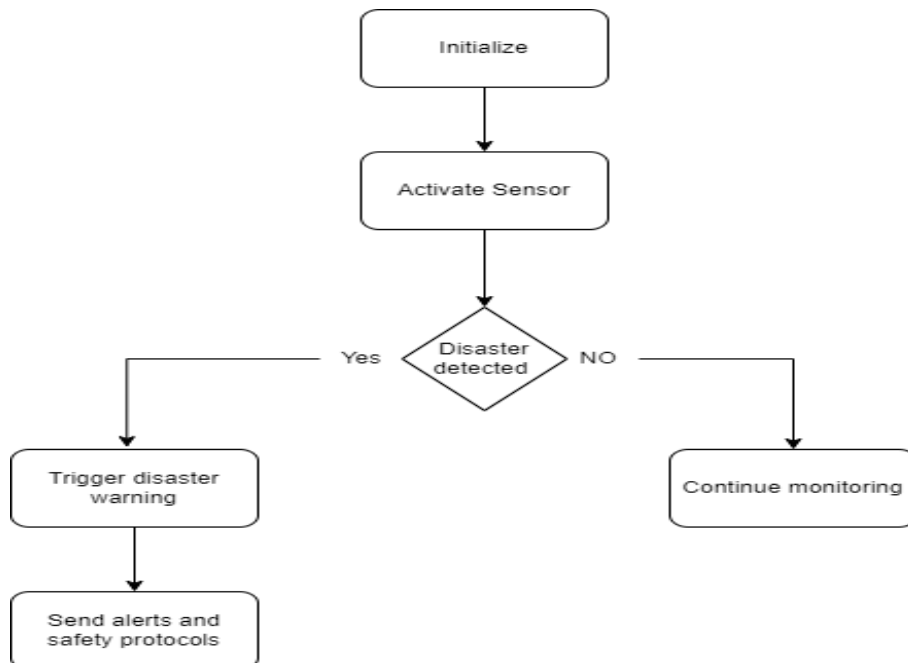 Initialize
Activate Sensor
Disaster
detected
Yes
NO
Trigger disaster
warning
Continue monitoring
Send alerts and
safety protocols